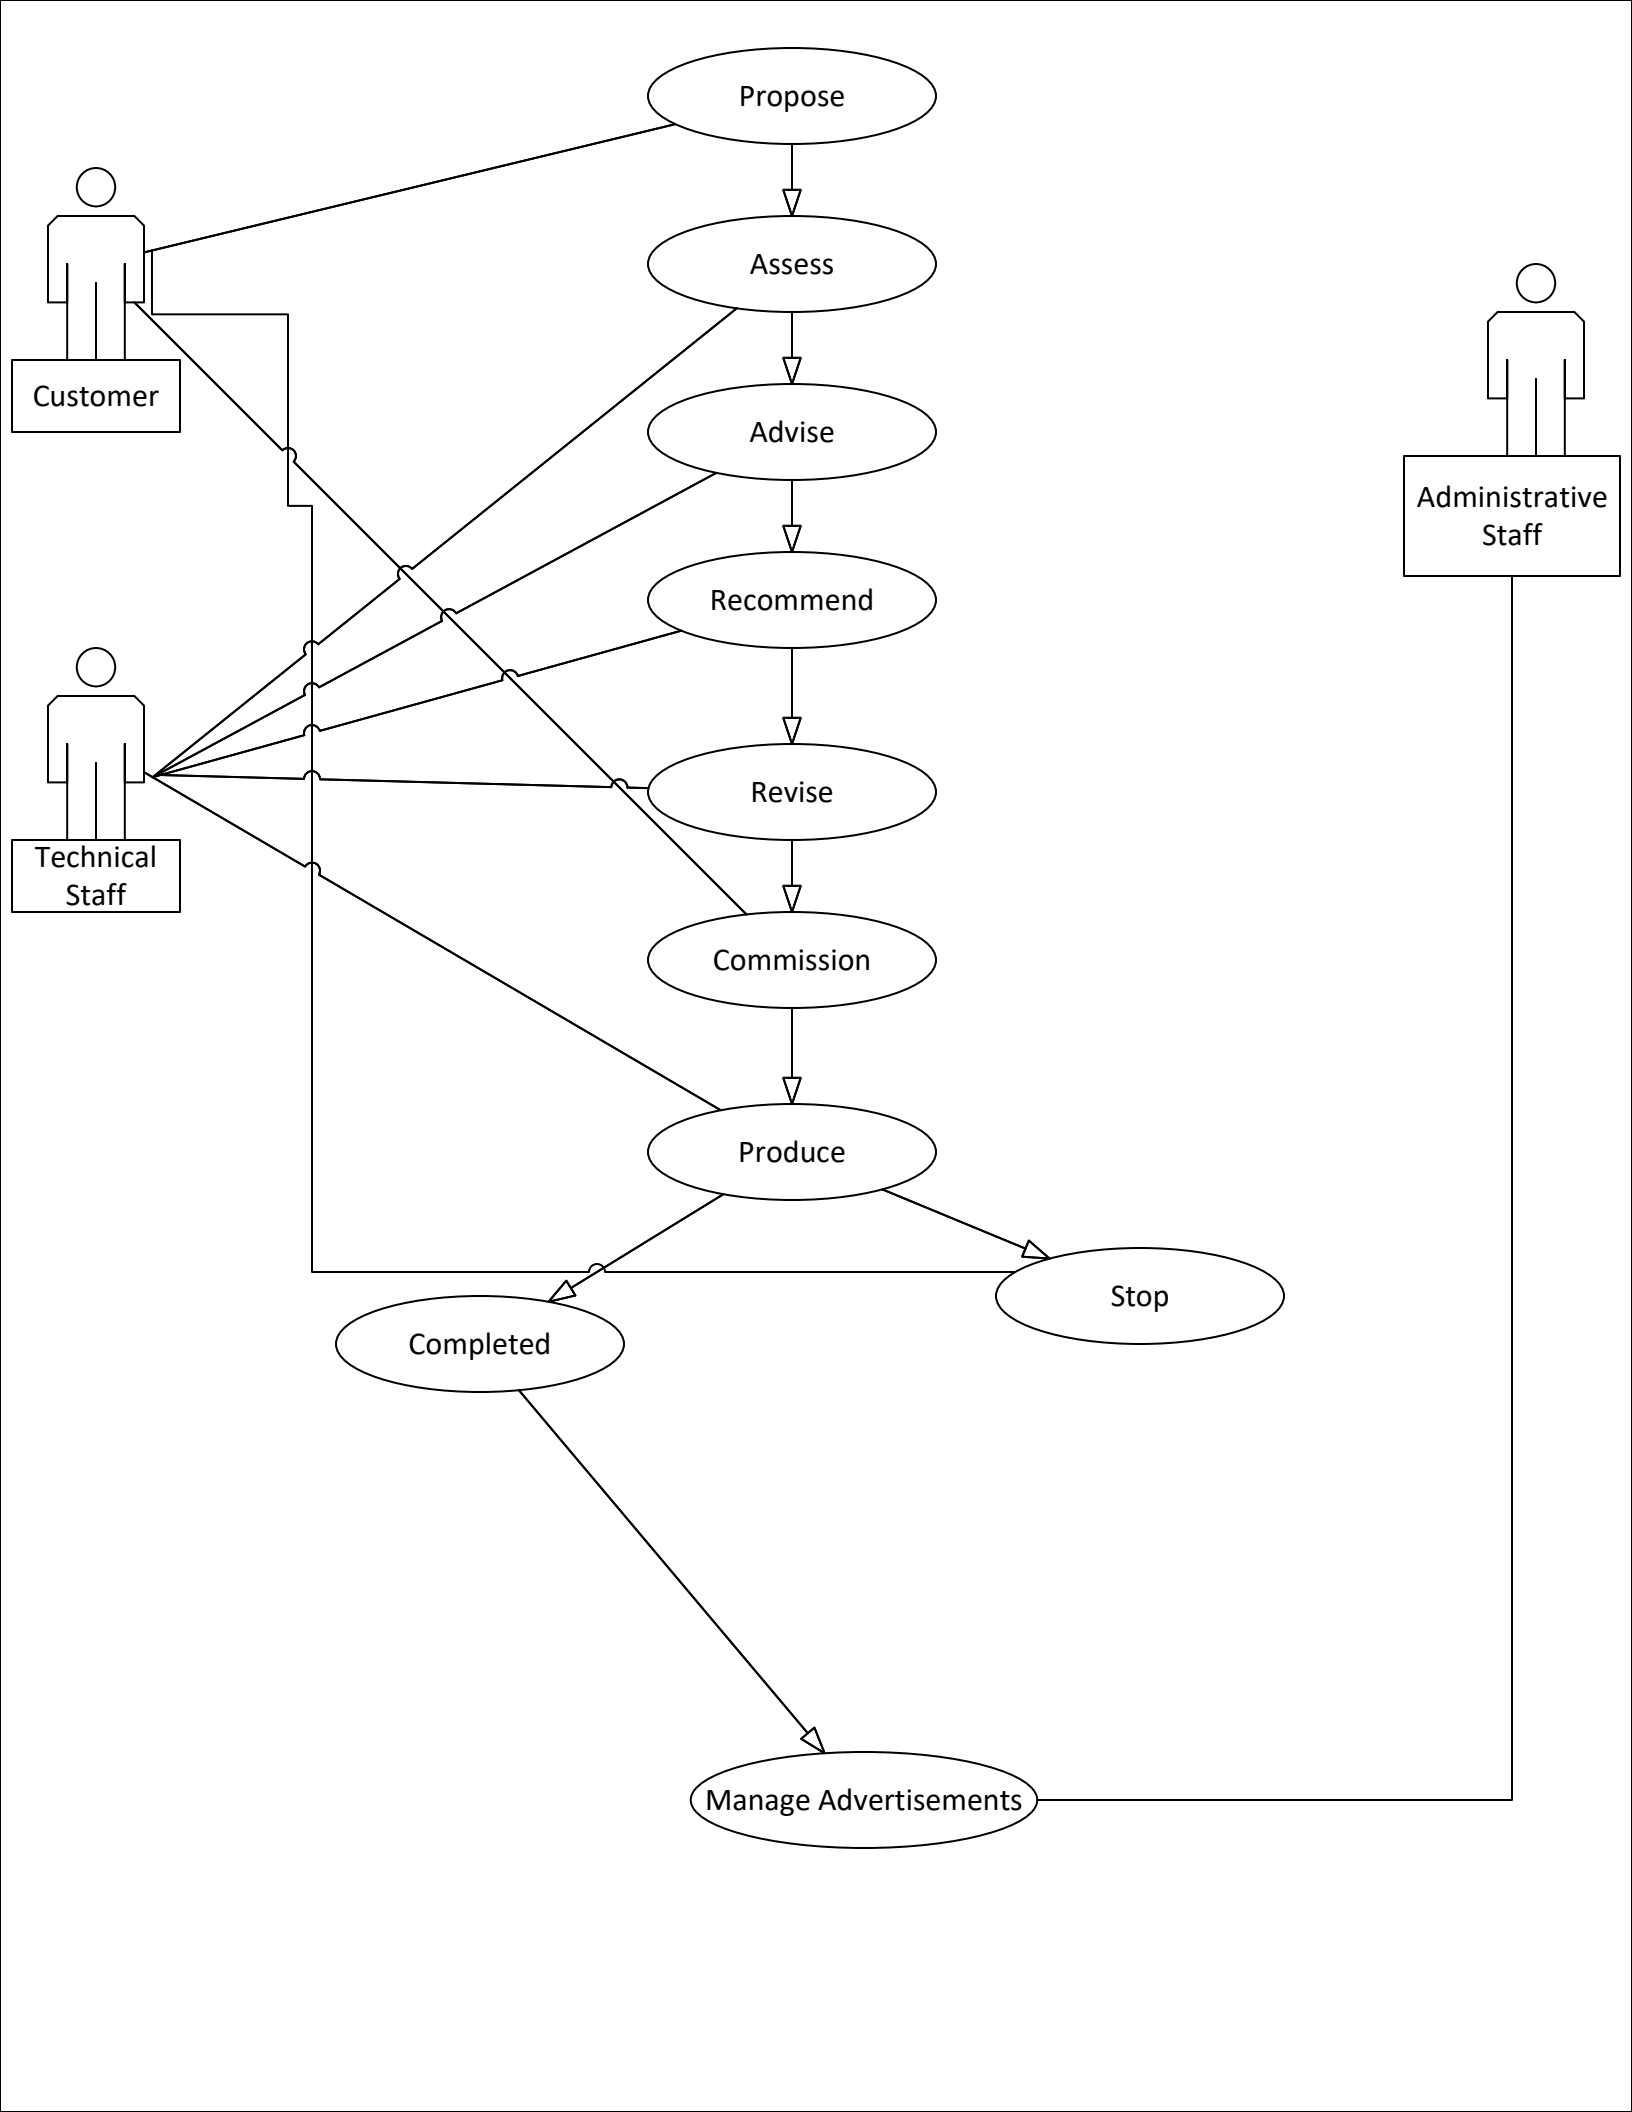 Propose
Assess
Customer
Advise
Administrative
Staff
Recommend
Revise
Technical
Staff
Commission
Produce
Stop
Completed
Manage Advertisements